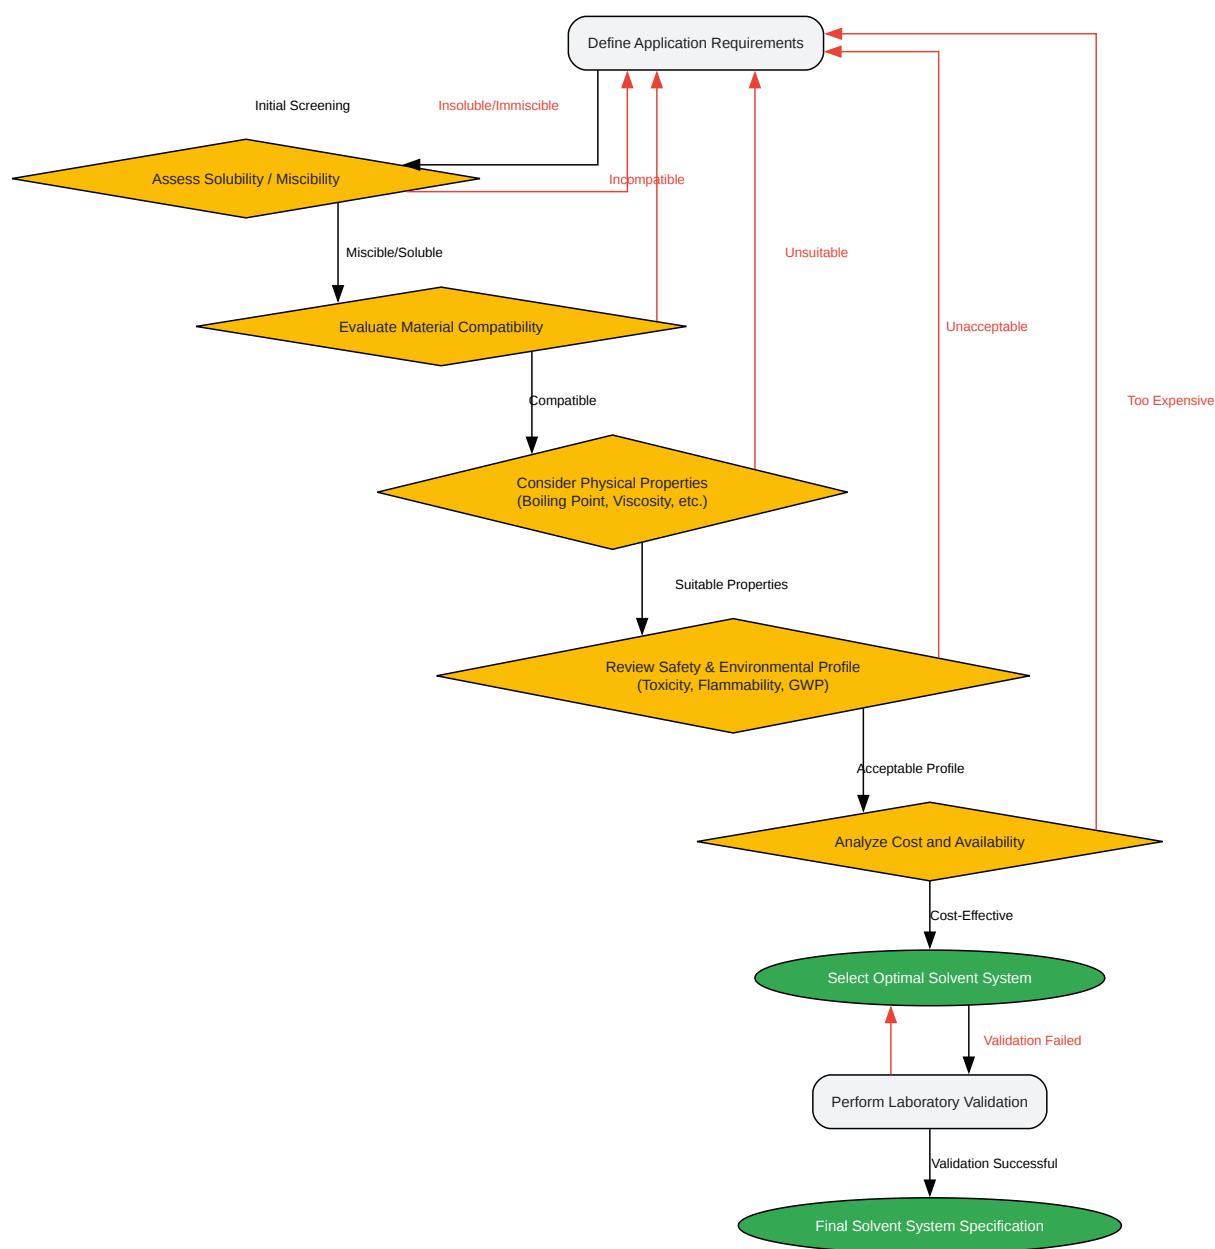 Define Application Requirements
Initial Screening
Insoluble/Immiscible
Assess Solubility / Miscibility
Incompatible
Miscible/Soluble
Unsuitable
Evaluate Material Compatibility
Unacceptable
Compatible
Too Expensive
Consider Physical Properties
(Boiling Point, Viscosity, etc.)
Suitable Properties
Review Safety & Environmental Profile
(Toxicity, Flammability, GWP)
Acceptable Profile
Analyze Cost and Availability
Cost-Effective
Select Optimal Solvent System
Validation Failed
Perform Laboratory Validation
Validation Successful
Final Solvent System Specification